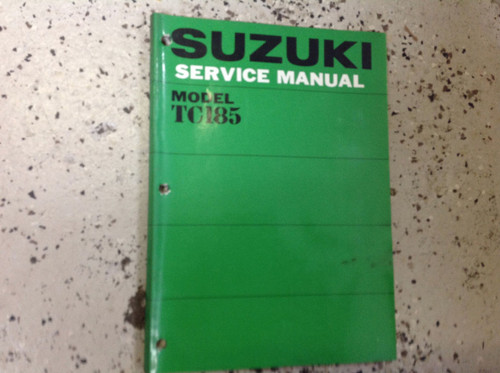 SUZUKI
SERVICE MANUAL
MODEL
TC185